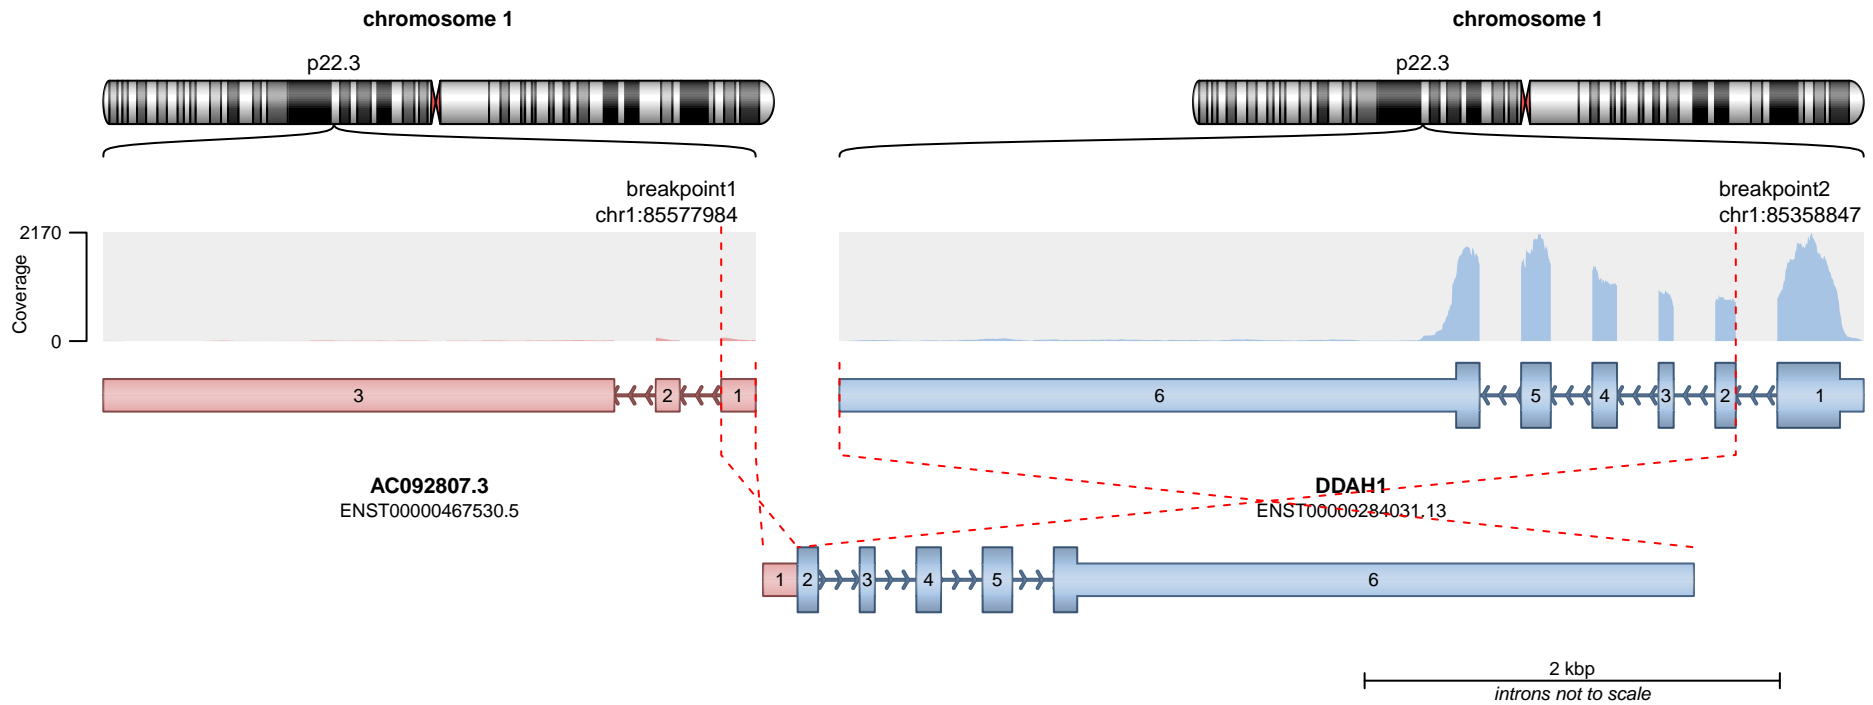 chromosome 1
chromosome 1
p22.3
p22.3
breakpoint1
chr1:85577984
breakpoint2
chr1:85358847
2170
Coverage
0
3 2 1
6 5 4 3 2 1
AC092807.3
ENST00000467530.5
DDAH1
ENST00000284031.13
1 2 3 4 5 6
2 kbp
introns not to scale